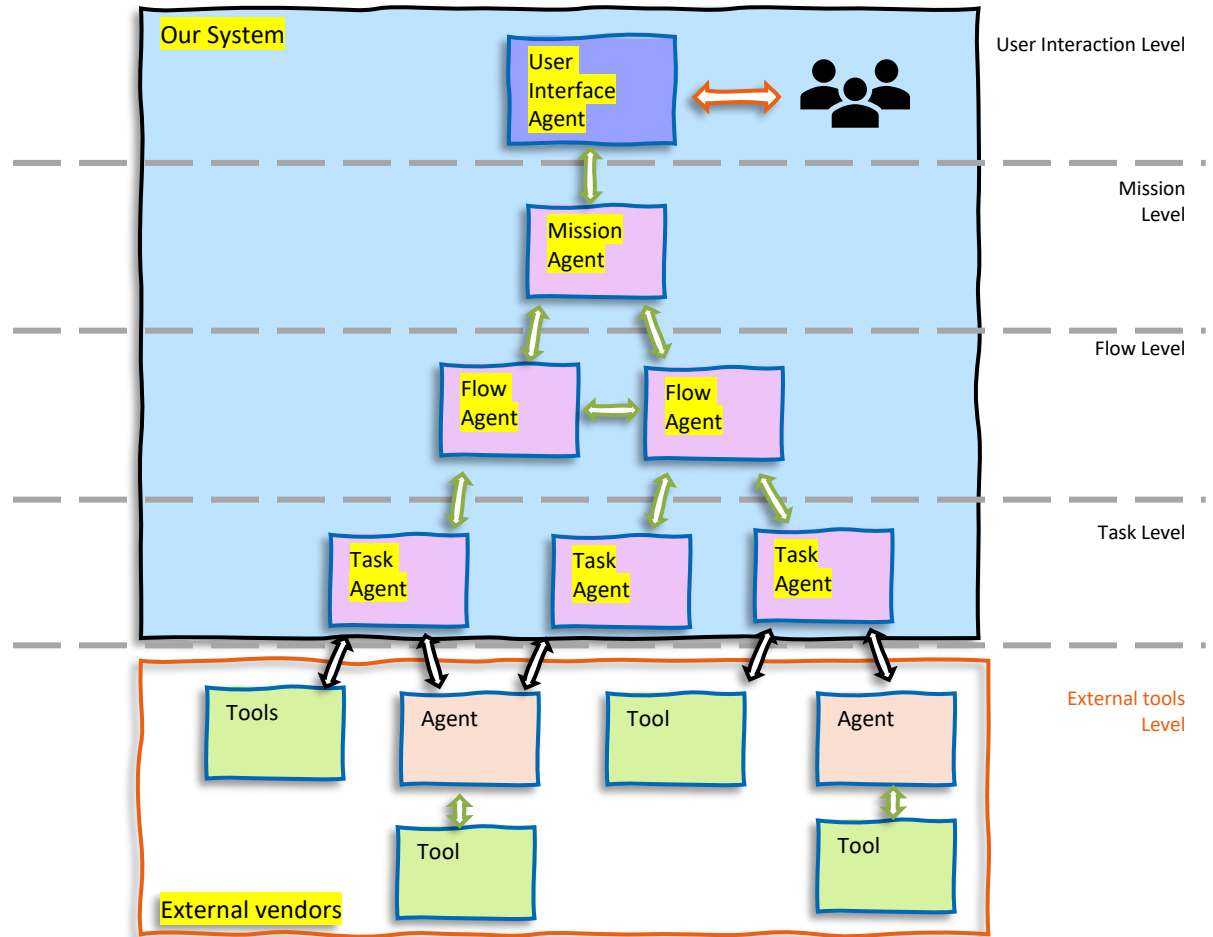 Our System
User Interaction Level
User
Interface
Agent
Mission
Level
Mission
Agent
Flow Level
Flow
Agent
Flow
Agent
Task Level
Task
Agent
Task
Agent
Task
Agent
External tools
Level
Tools
Agent
Tool
Agent
Tool
Tool
External vendors